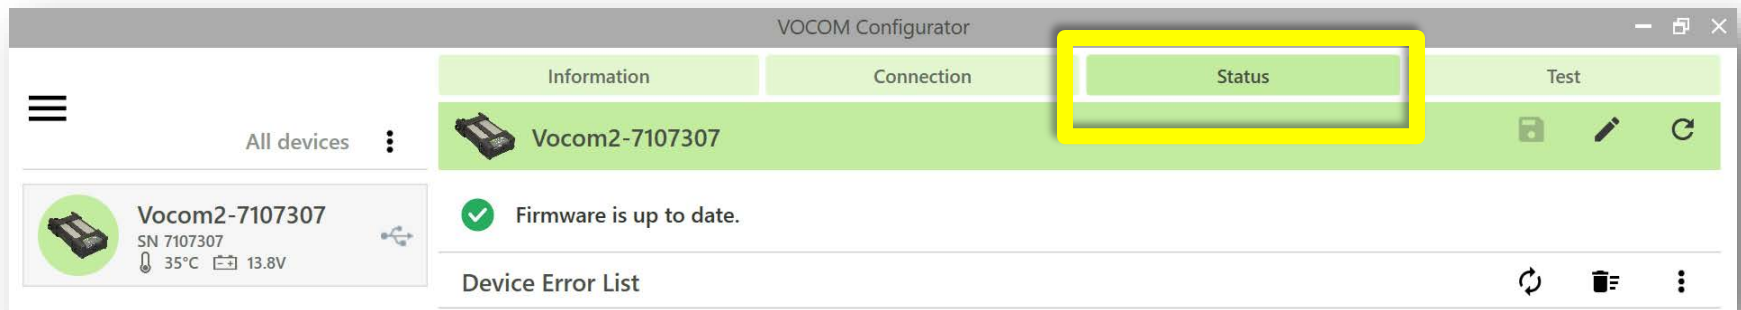 VOCOM Configurator
Information Connection Status Test
All devices
Vocom2-7107307
Vocom2-7107307
SN 7107307
35°C 13.8V
Firmware is up to date.
Device Error List